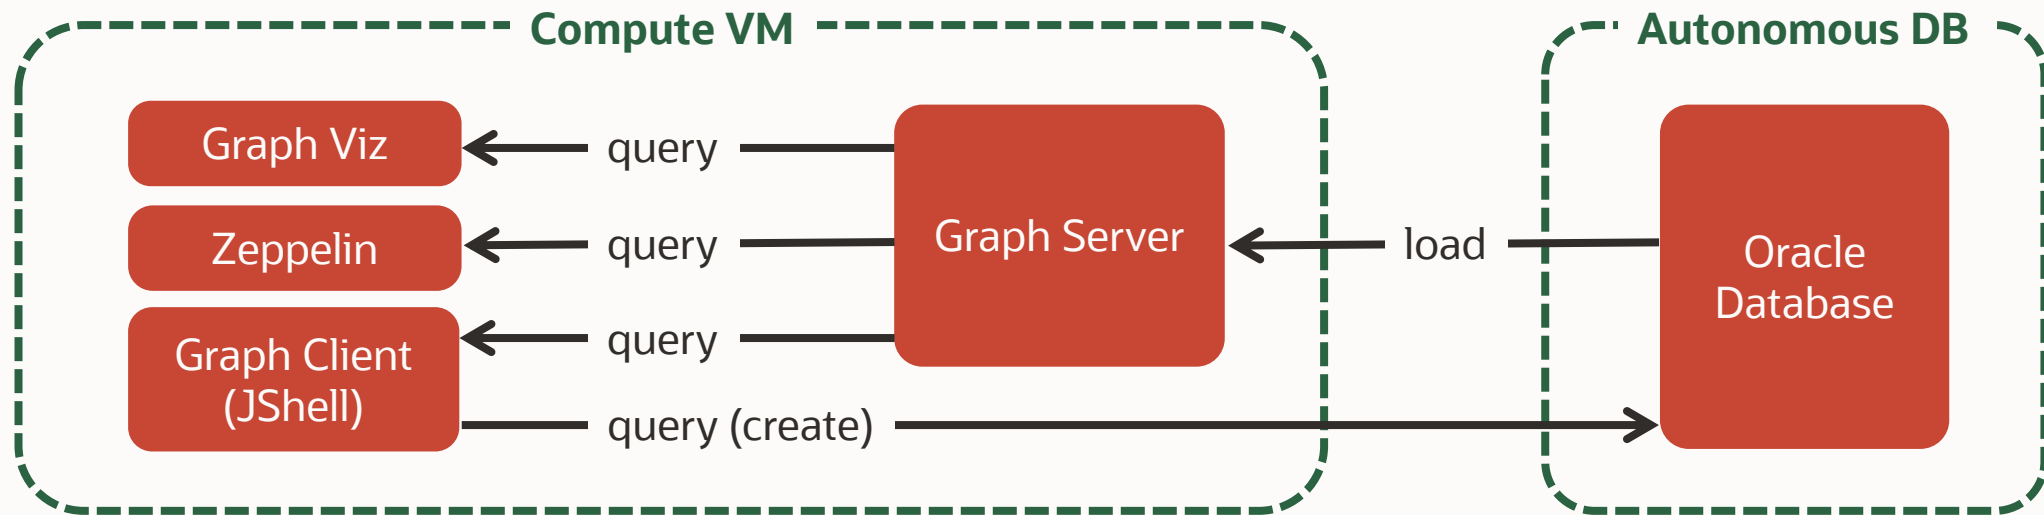 Compute VM
Autonomous DB
Graph Viz
query
Zeppelin
query
Graph Server
load
Oracle
Database
Graph Client
(JShell)
query
query (create)